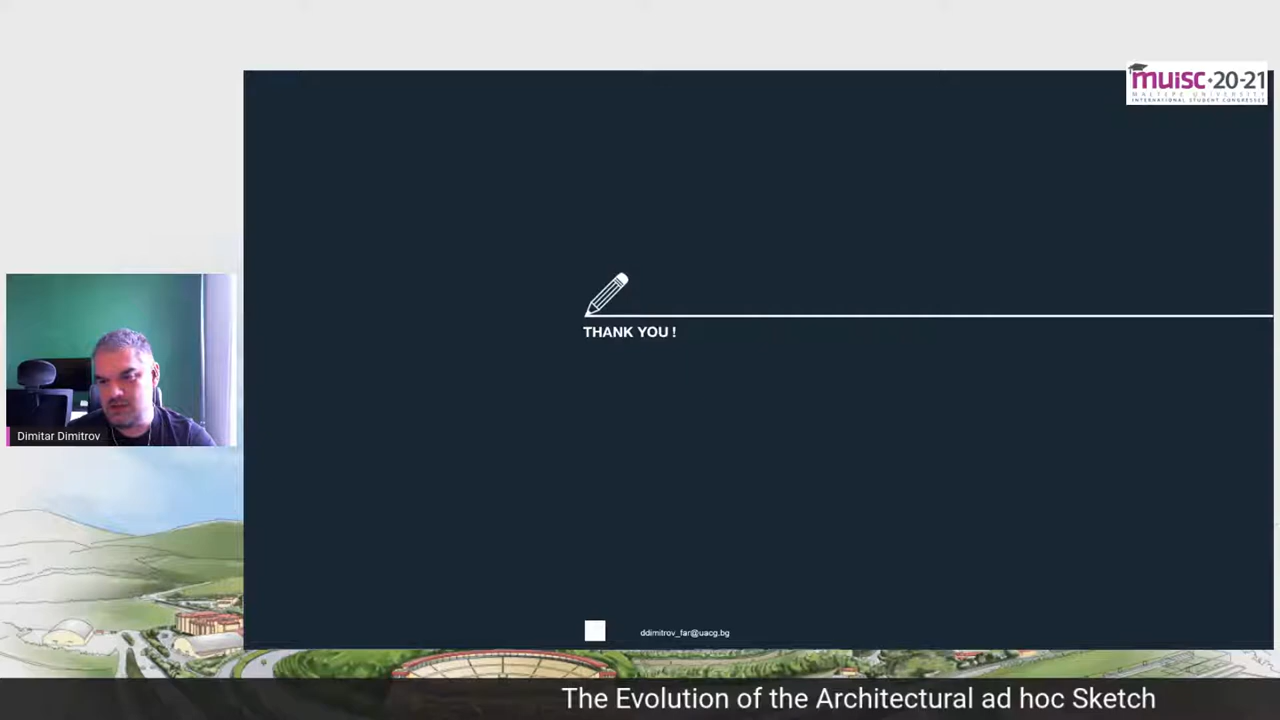 muisc·20-21
MALTEPE UNIVERSITY
INTERNATIONAL STUDENT CONGRESSES
THANK YOU !
Dimitar Dimitrov
ddimitrov_far@uacg.bg
The Evolution of the Architectural ad hoc Sketch